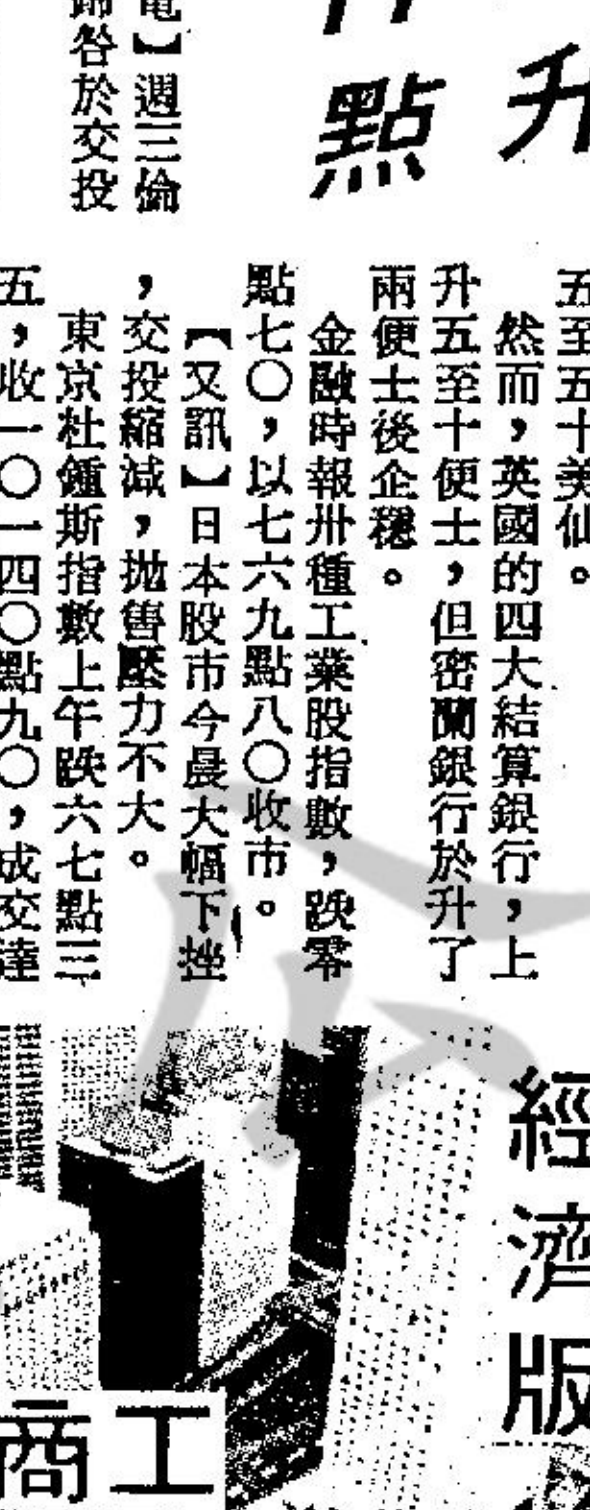 升
點
電】週三倫
歸咎於交投
五至五十美仙。
然而，英國的四大結算銀行，上
升五至十便士，但密蘭銀行於升了
兩便士後企穩。
金融時報卅種工業股指數，跌零
點七〇，以七六九點八〇收市。
【又訊】日本股市今晨大幅下挫
，交投縮減，拋售壓力不大。
東京杜鍾斯指數上午跌六七點三
五，收一〇一四〇點九〇，成交達
經濟版
工商